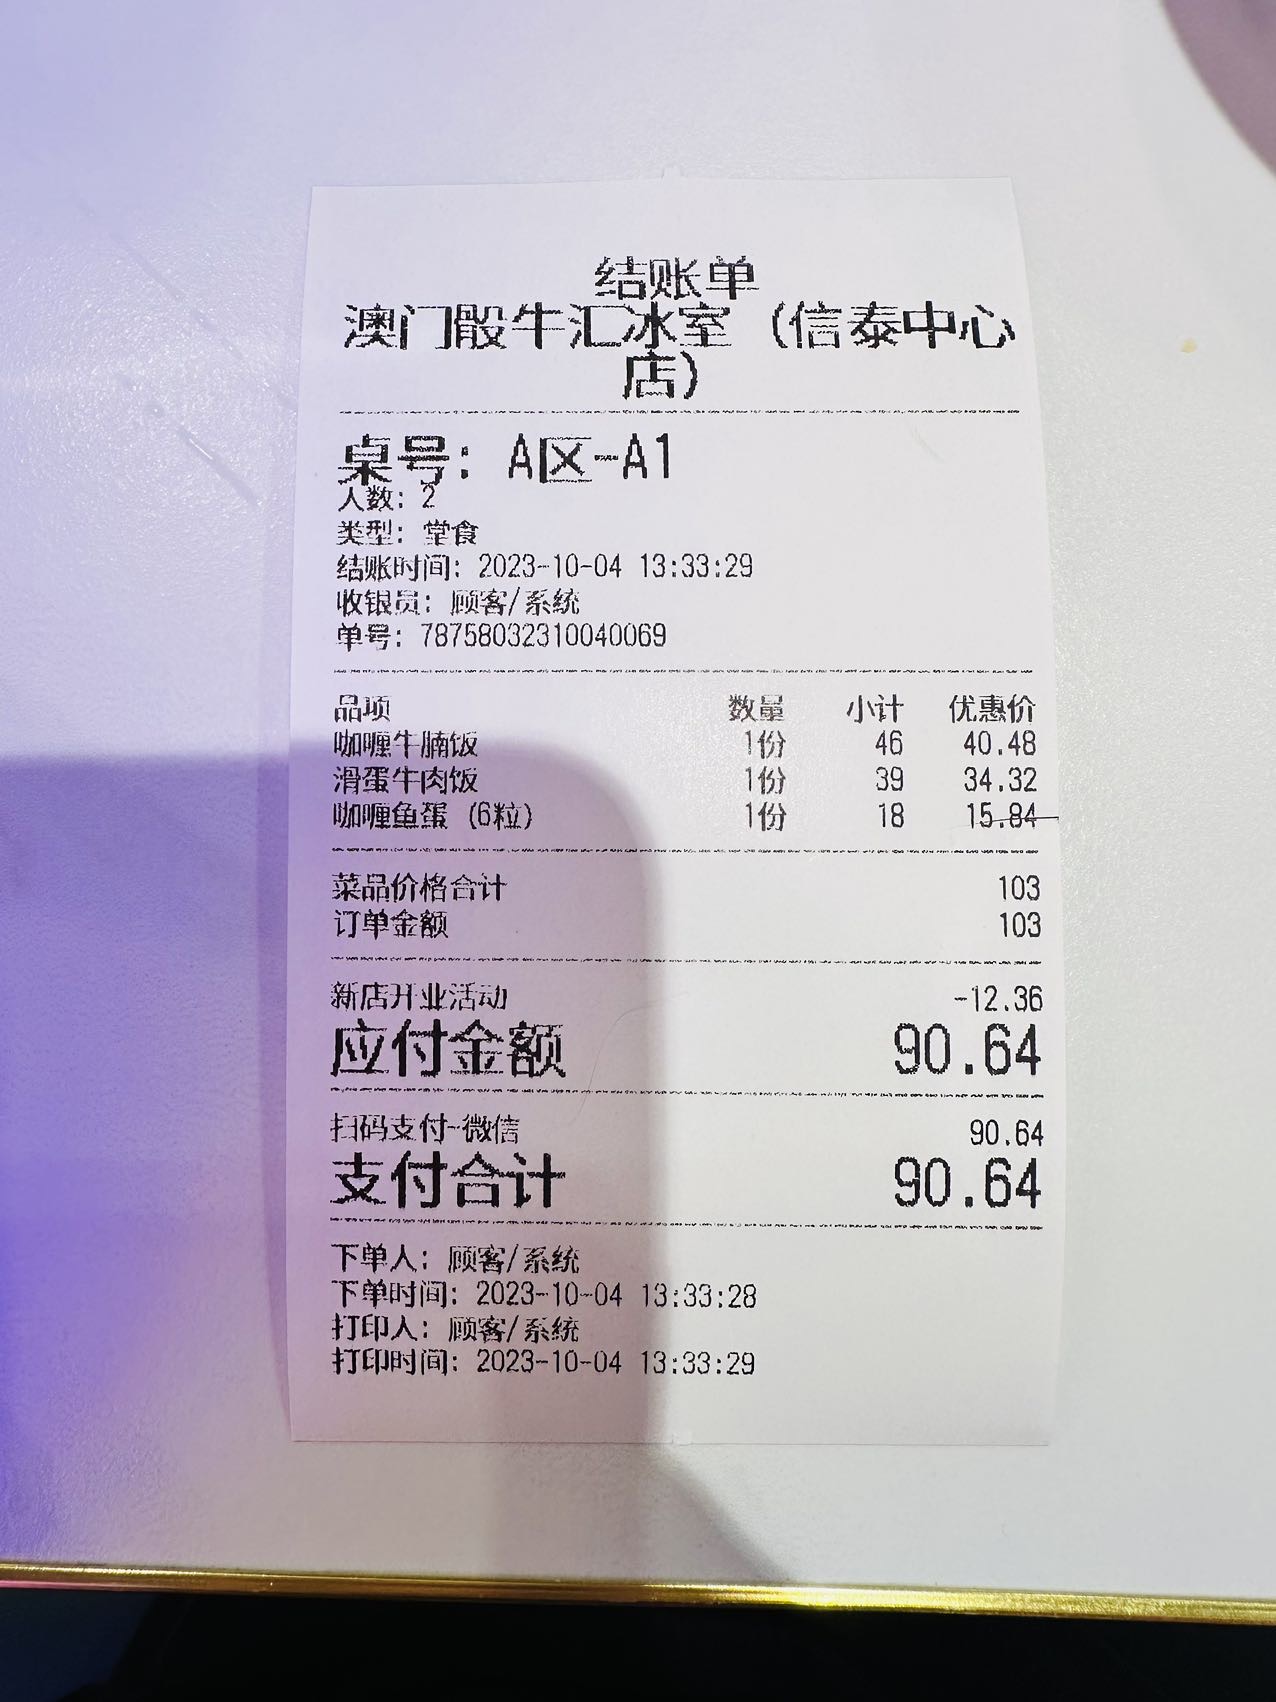 结账单
澳门骰牛汇冰室（信泰中心
店）
桌号：A区-A1
人数：2
类型：堂食
结账时间：2023-10-04 13:33:29
收银员：顾客/系统
单号：78758032310040069
品项 数量 小计 优惠价
咖喱牛腩饭 1份 46 40.48
滑蛋牛肉饭 1份 39 34.32
咖喱鱼蛋（6粒） 1份 18 15.84
菜品价格合计 103
订单金额 103
新店开业活动 -12.36
应付金额 90.64
扫码支付-微信 90.64
支付合计 90.64
下单人：顾客/系统
下单时间：2023-10-04 13:33:28
打印人：顾客/系统
打印时间：2023-10-04 13:33:29